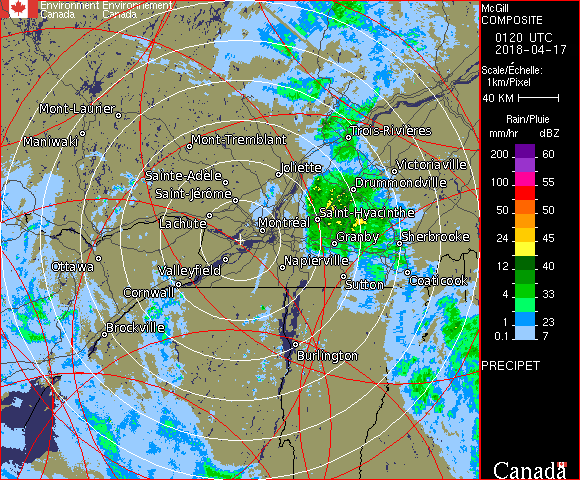 Environment Environnement
Canada Canada
McGill
COMPOSITE
0120 UTC
2018-04-17
Scale/Échelle:
1km/Pixel
40 KM
Rain/Pluie
mm/hr dBZ
200 60
100 55
50
50 50
24 45
12 40
8 33
4 30
1 23
0.1 7
PRECIPET
Mont-Laurier
Maniwaki
Mont-Tremblant
Trois-Rivières
Joliette
Victoriaville
Sainte-Adèle
Drummondville
Saint-Jérôme
Saint-Hyacinthe
Lachute
Montréal
Granby
Sherbrooke
Ottawa
Valleyfield
Napierville
Coaticook
Sutton
Cornwall
Brockville
Burlington
Canada